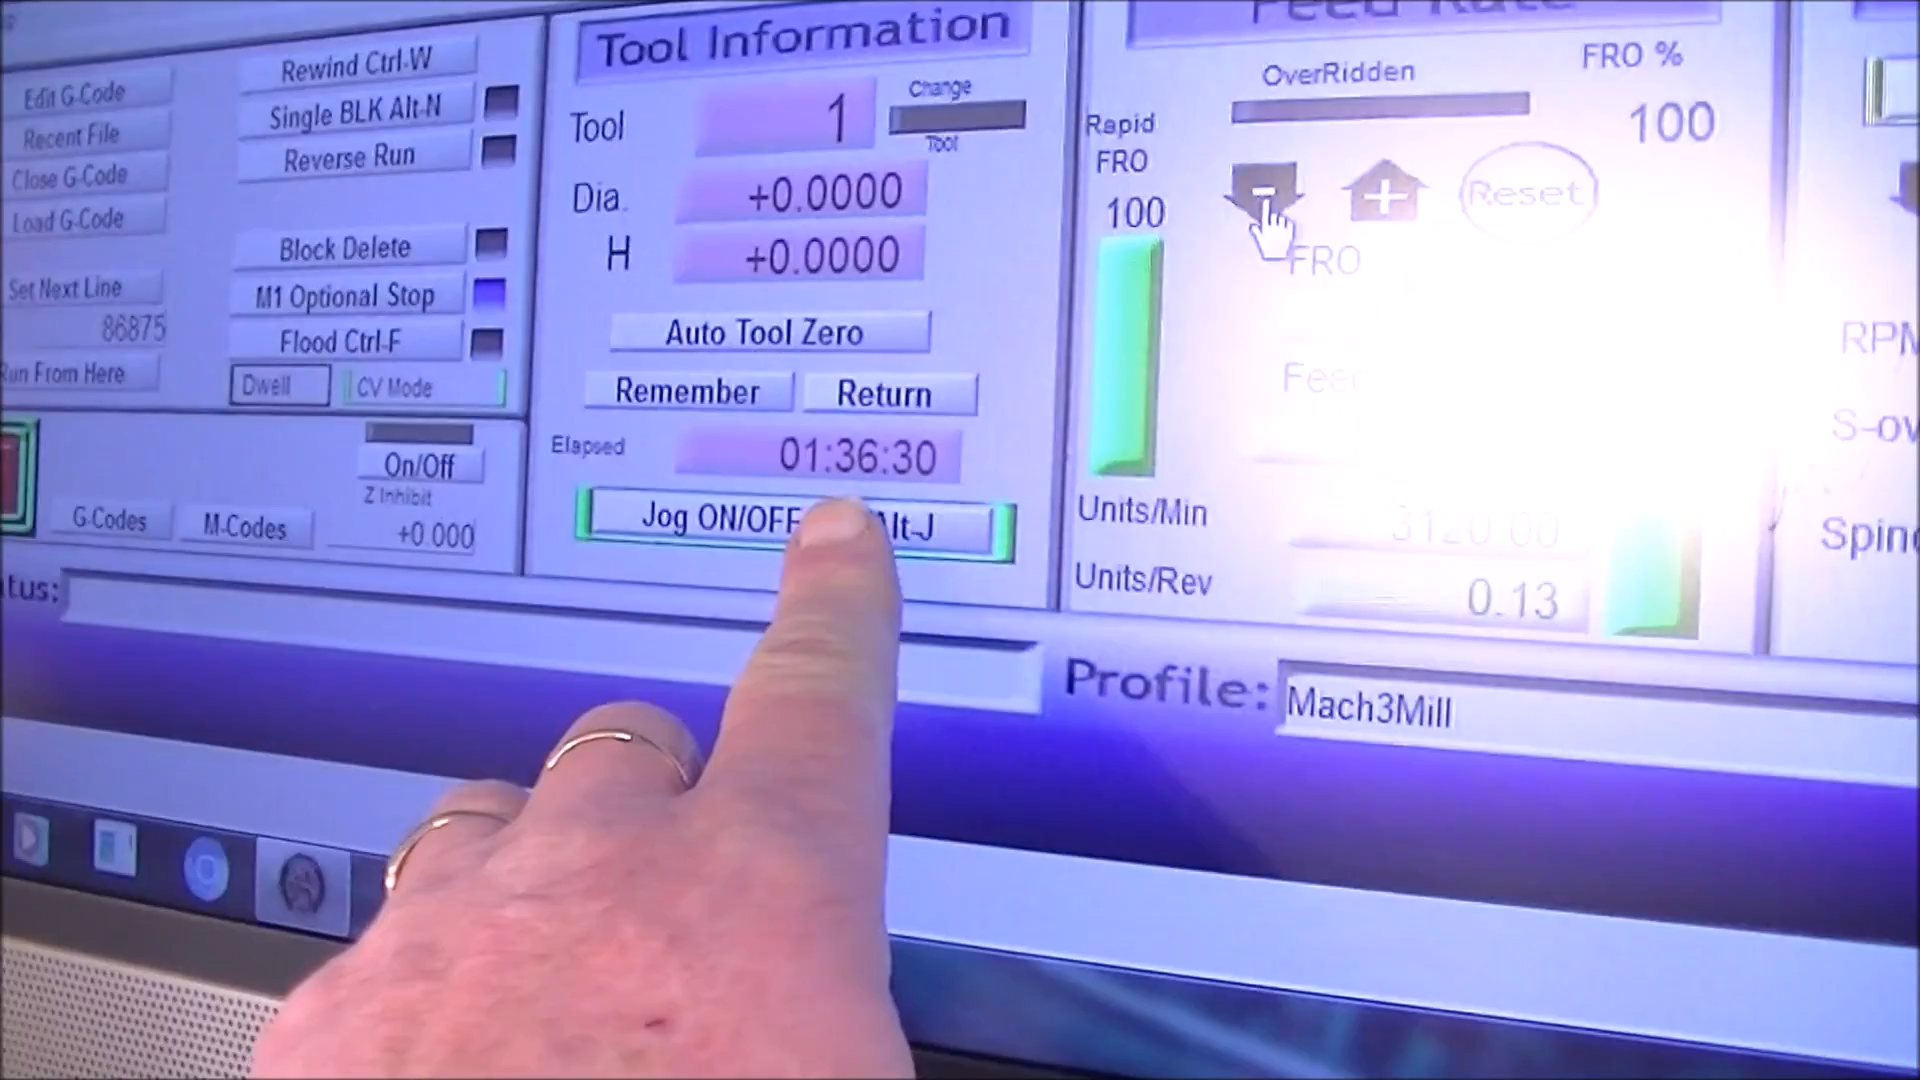 Edit G-Code
Recent File
Close G-Code
Load G-Code
Set Next Line
86875
Run From Here
Rewind Ctrl-W
Single BLK Alt-N
Reverse Run
Block Delete
M1 Optional Stop
Flood Ctrl-F
Dwell
CV Mode
On/Off
Z Inhibit
+0.000
G-Codes
M-Codes
Tool Information
Tool
1
Change
Tool
Dia.
+0.0000
H
+0.0000
Auto Tool Zero
Remember
Return
Elapsed
01:36:30
Jog ON/OFF Alt-J
Feed Rate
OverRidden
FRO %
100
Rapid
FRO
100
-
+
Reset
FRO
Units/Min
3120.00
Units/Rev
0.13
RPM
Profile:
Mach3Mill